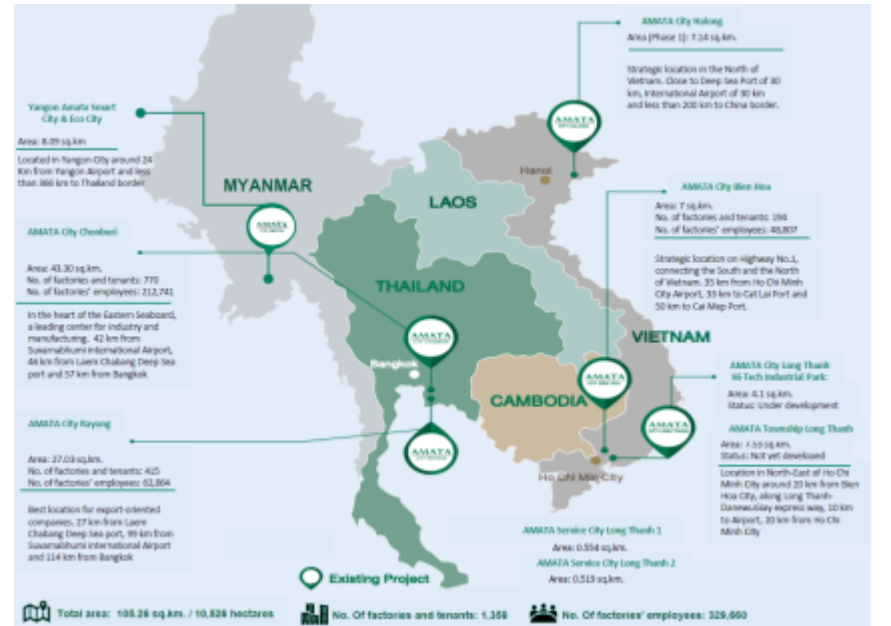 AMATA City Halong
Area (Phase 1): 7.14 sq.km.
Strategic location in the North of
Vietnam. Close to Deep Sea Port of 30
km, International Airport of 30 km
and less than 200 km to China border.
Yangon Amata Smart
City & Eco City
Area: 8.09 sq.km
Located in Yangon City around 24
Km from Yangon Airport and less
than 366 km to Thailand border
MYANMAR
LAOS
Hanoi
AMATA
AMATA
AMATA City Bien Hoa
Area: 7 sq.km.
No. of factories and tenants: 194
No. of factories' employees: 48,807
Strategic location on Highway No.1,
connecting the South and the North
of Vietnam. 35 km from Ho Chi Minh
City Airport, 33 km to Cat Lai Port and
50 km to Cai Mep Port.
AMATA City Chonburi
Area: 43.30 sq.km.
No. of factories and tenants: 770
No. of factories' employees: 212,741
In the heart of the Eastern Seaboard,
a leading center for industry and
manufacturing. 42 km from
Suvarnabhumi International Airport,
46 km from Laem Chabang Deep Sea
port and 57 km from Bangkok
THAILAND
AMATA
Bangkok
VIETNAM
AMATA
CAMBODIA
AMATA
AMATA
Ho Chi Min City
AMATA City Long Thanh
Hi-Tech Industrial Park:
Area: 4.1 sq.km.
Status: Under development
AMATA Township Long Thanh
Area: 7.53 sq.km.
Status: Not yet developed
Location in North-East of Ho Chi
Minh City around 20 km from Bien
Hoa City, along Long Thanh-
express way, 10 km
to Airport, 20 km from Ho Chi
Minh City
AMATA City Rayong
Area: 27.03 sq.km.
No. of factories and tenants: 415
No. of factories' employees: 62,864
Best location for export-oriented
companies. 27 km from Laem
Chabang Deep Sea port, 99 km from
Suvarnabhumi International Airport
and 114 km from Bangkok
AMATA Service City Long Thanh 1
Area: 0.554 sq.km.
AMATA Service City Long Thanh 2
Area: 0.519 sq.km.
Existing Project
Total area: 105.26 sq.km. / 10,526 hectares
No. Of factories and tenants: 1,358
No. Of factories' employees: 329,660